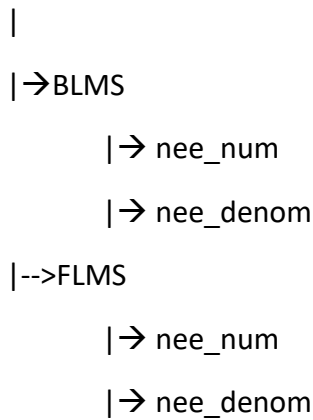 |
|→BLMS
|→ nee_num
|→ nee_denom
|-->FLMS
|→ nee_num
|→ nee_denom